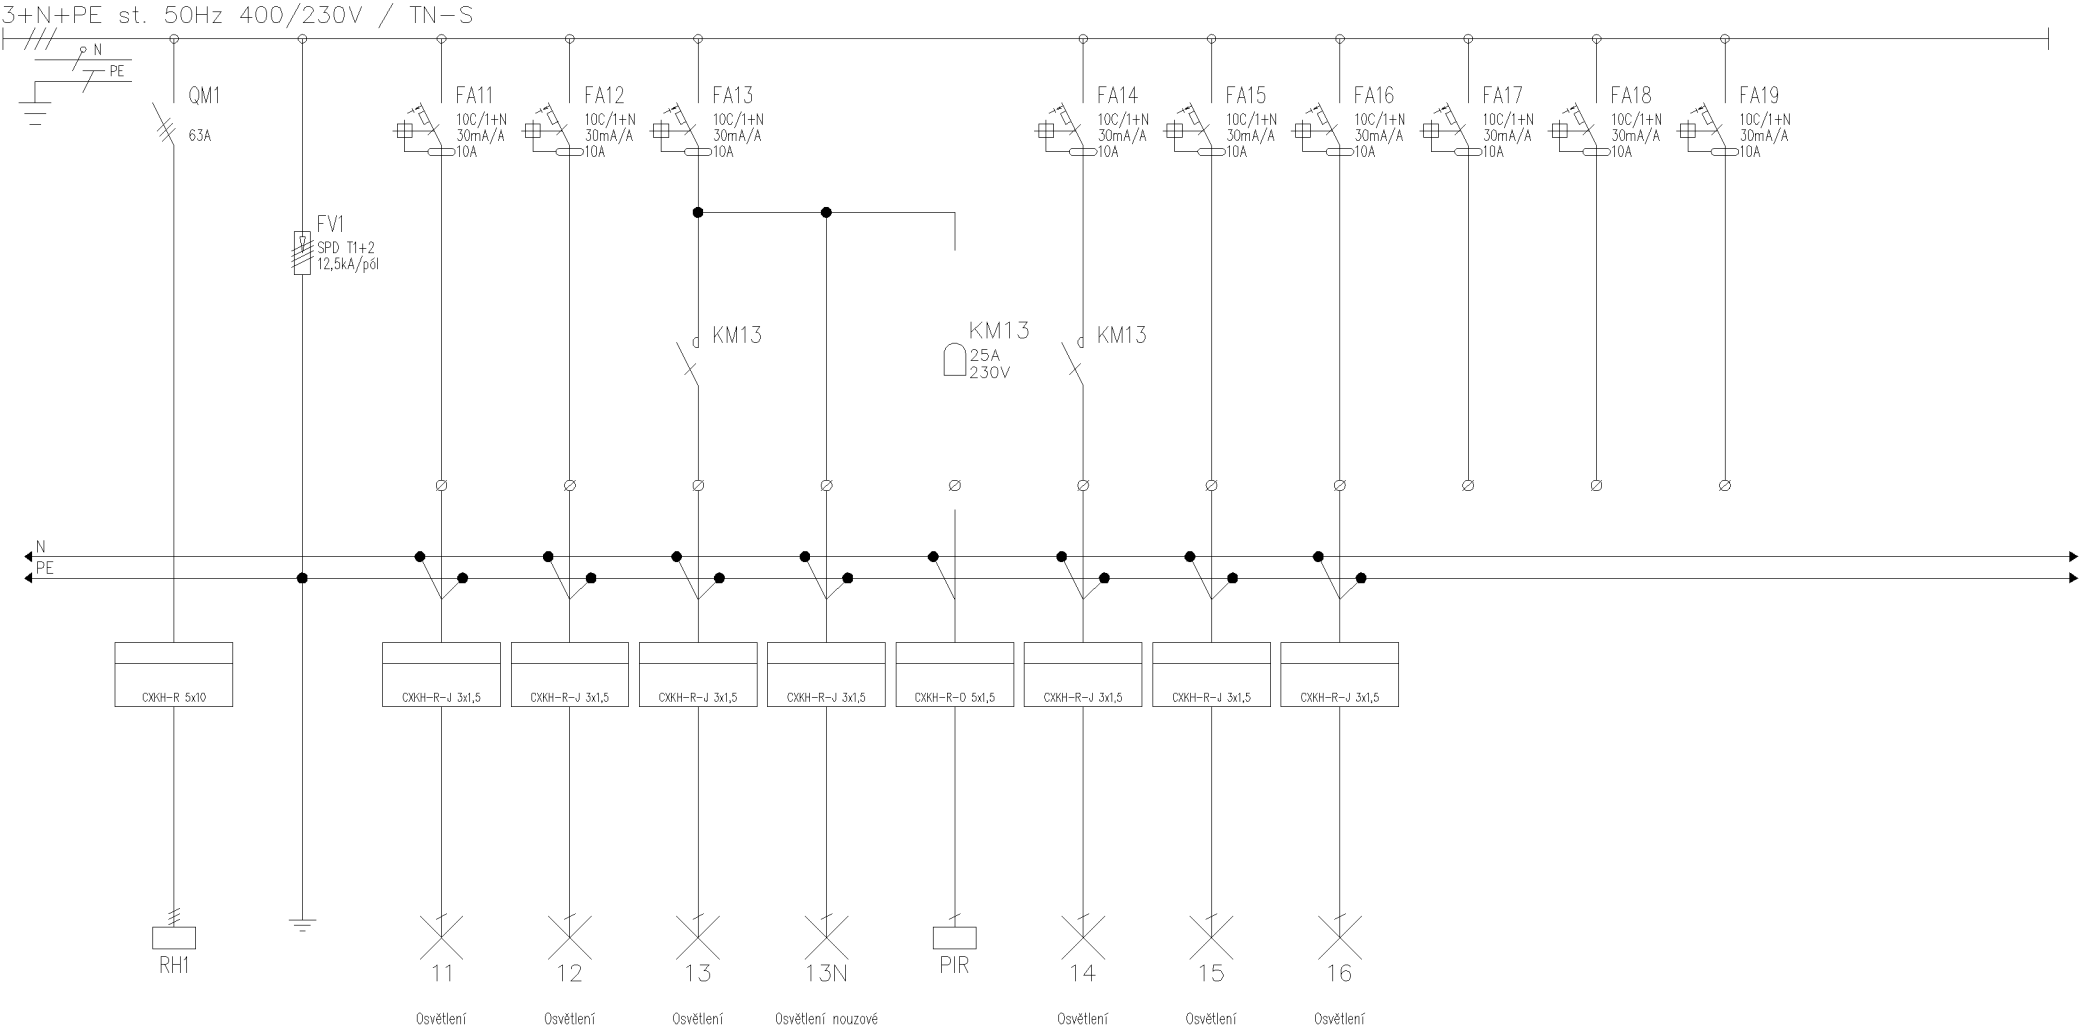 3+N+PE st. 50Hz 400/230V / TN-S
N
PE
QM1
63A
FV1
SPD T1+2
12,5kA/pól
FA11
10C/1+N
30mA/A
10A
FA12
10C/1+N
30mA/A
10A
FA13
10C/1+N
30mA/A
10A
FA14
10C/1+N
30mA/A
10A
FA15
10C/1+N
30mA/A
10A
FA16
10C/1+N
30mA/A
10A
FA17
10C/1+N
30mA/A
10A
FA18
10C/1+N
30mA/A
10A
FA19
10C/1+N
30mA/A
10A
KM13
KM13
25A
230V
KM13
N
PE
CXKH-R 5x10
CXKH-R-J 3x1,5
CXKH-R-J 3x1,5
CXKH-R-J 3x1,5
CXKH-R-J 3x1,5
CXKH-R-O 5x1,5
CXKH-R-J 3x1,5
CXKH-R-J 3x1,5
CXKH-R-J 3x1,5
RH1
11
12
13
13N
PIR
14
15
16
Osvětlení
Osvětlení
Osvětlení
Osvětlení nouzové
Osvětlení
Osvětlení
Osvětlení